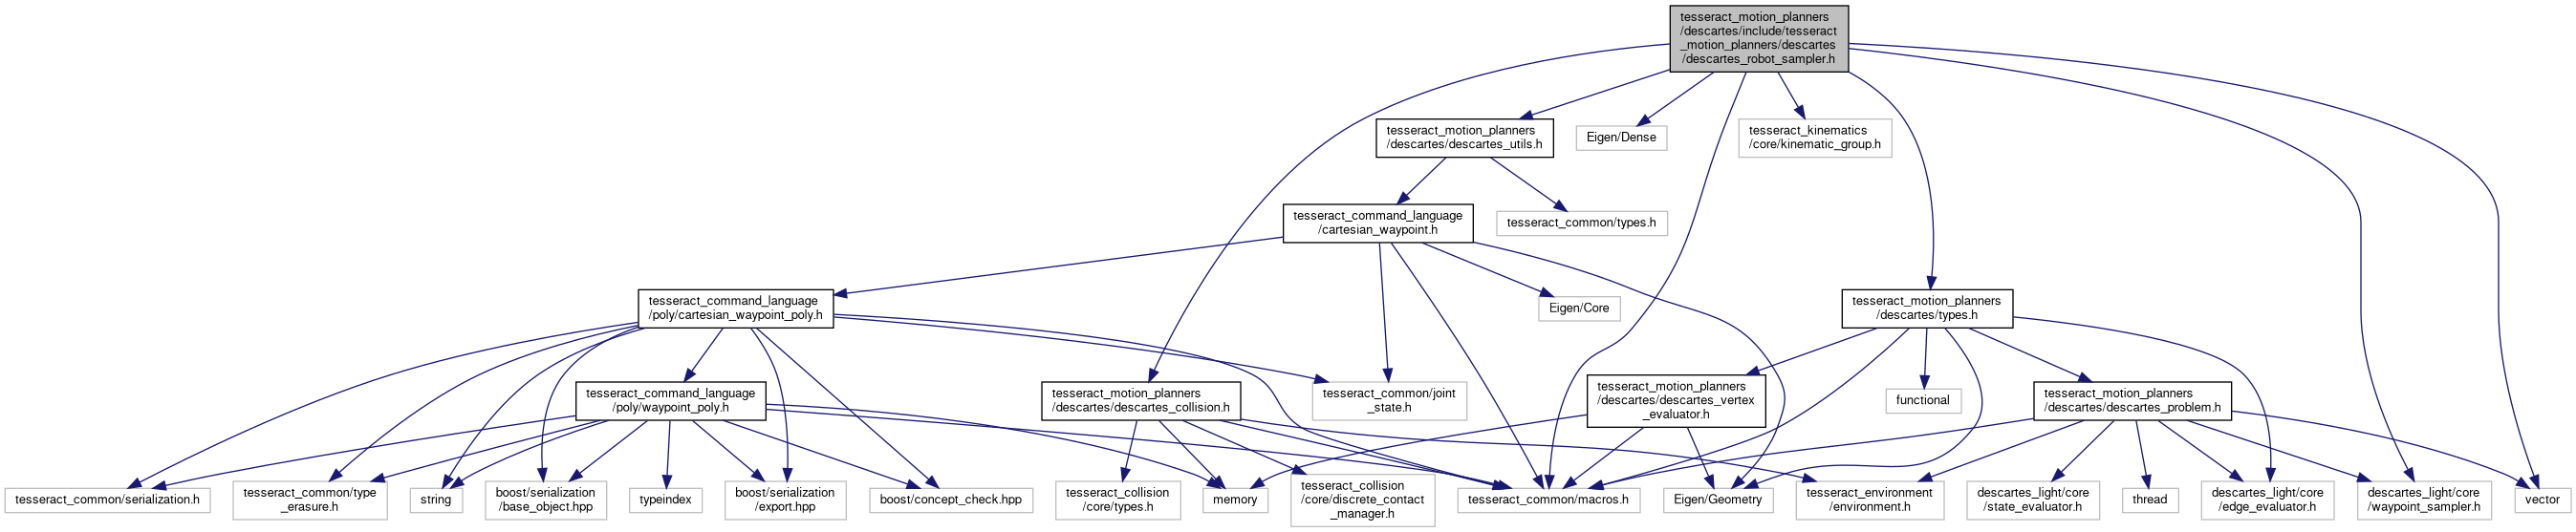 tesseract_motion_planners
/descartes/include/tesseract
_motion_planners/descartes
/descartes_robot_sampler.h
tesseract_motion_planners
/descartes/descartes_utils.h
Eigen/Dense
tesseract_kinematics
/core/kinematic_group.h
tesseract_command_language
/cartesian_waypoint.h
tesseract_common/types.h
tesseract_command_language
/poly/cartesian_waypoint_poly.h
Eigen/Core
tesseract_motion_planners
/descartes/types.h
tesseract_command_language
/poly/waypoint_poly.h
tesseract_motion_planners
/descartes/descartes_collision.h
tesseract_common/joint
_state.h
tesseract_motion_planners
/descartes/descartes_vertex
_evaluator.h
functional
tesseract_motion_planners
/descartes/descartes_problem.h
tesseract_common/serialization.h
tesseract_common/type
_erasure.h
string
boost/serialization
/base_object.hpp
typeindex
boost/serialization
/export.hpp
boost/concept_check.hpp
tesseract_collision
/core/types.h
memory
tesseract_collision
/core/discrete_contact
_manager.h
tesseract_common/macros.h
Eigen/Geometry
tesseract_environment
/environment.h
descartes_light/core
/state_evaluator.h
thread
descartes_light/core
/edge_evaluator.h
descartes_light/core
/waypoint_sampler.h
vector